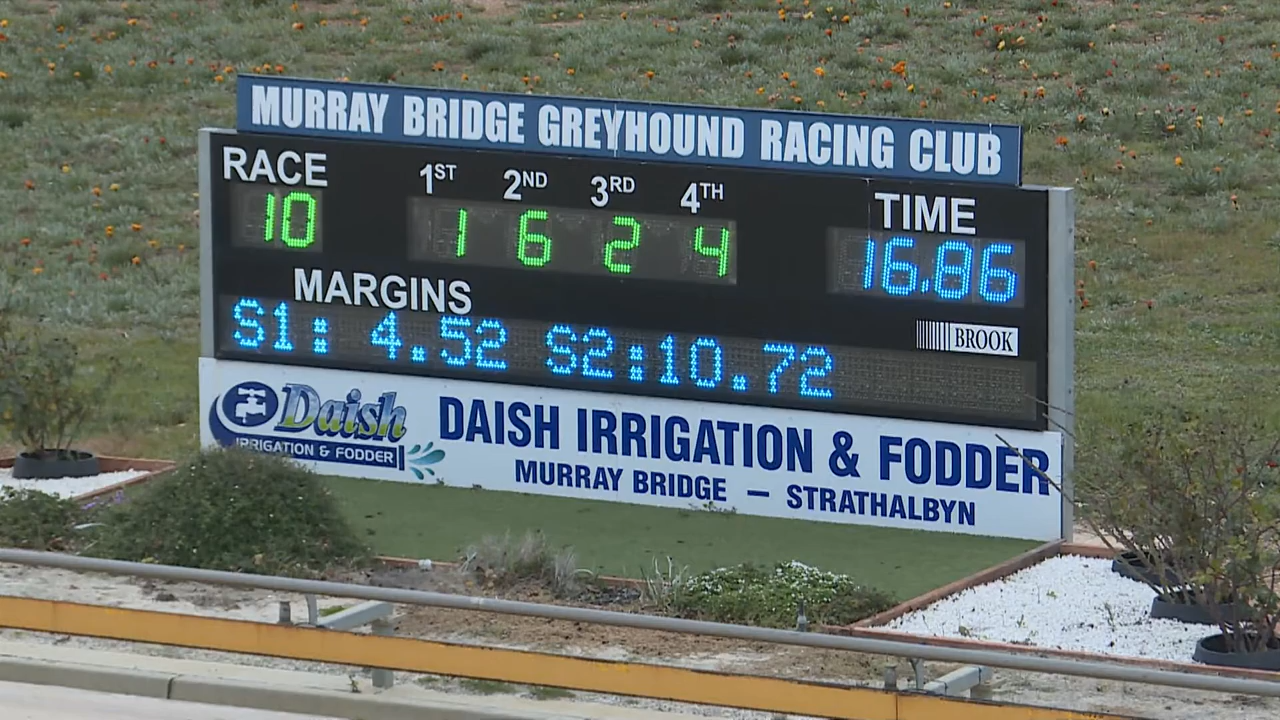 MURRAY BRIDGE GREYHOUND RACING CLUB
RACE 1ST 2ND 3RD 4TH TIME
10 1 6 2 4 16.86
MARGINS
BROOK
S1: 4.52 S2:10.72
Daish
IRRIGATION & FODDER
DAISH IRRIGATION & FODDER
MURRAY BRIDGE — STRATHALBYN